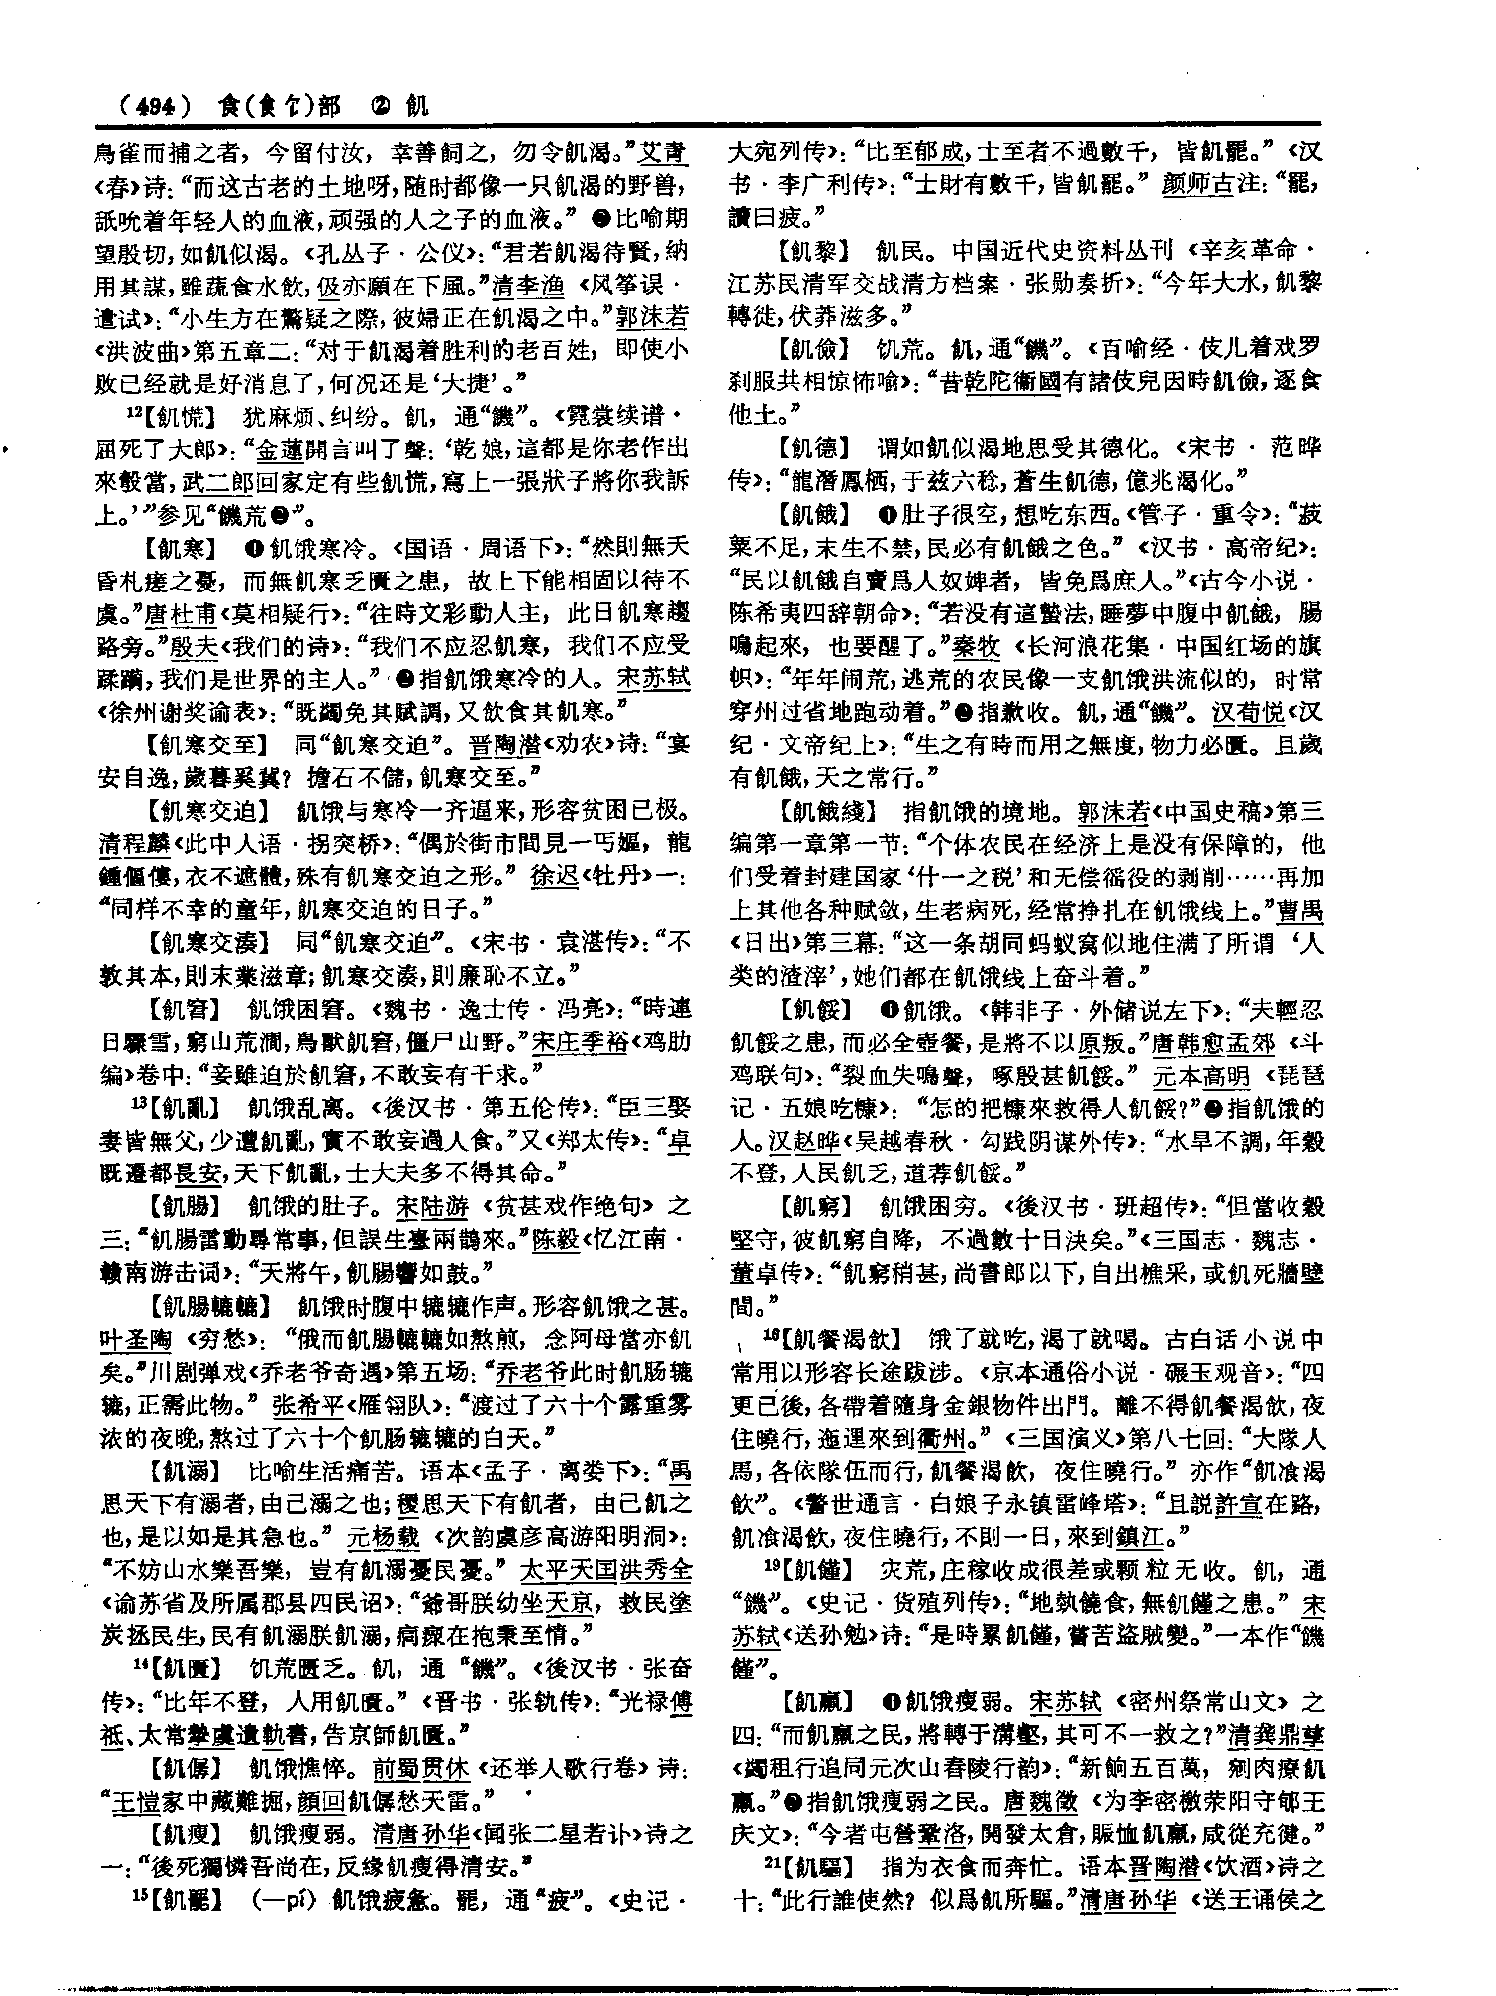 （494） 食(飠饣)部 ② 飢
鳥雀而捕之者，今留付汝，幸善飼之，勿令飢渴。”艾青
《春》诗：“而这古老的土地呀，随时都像一只飢渴的野兽，
舐吮着年轻人的血液，顽强的人之子的血液。” ❷比喻期
望殷切，如飢似渴。《孔丛子·公仪》：“君若飢渴待賢，納
用其謀，雖蔬食水飲，伋亦願在下風。”清李渔《风筝误·
遣试》：“小生方在驚疑之際，彼婦正在飢渴之中。”郭沫若
《洪波曲》第五章二：“对于飢渴着胜利的老百姓，即使小
败已经就是好消息了，何况还是‘大捷’。”
12【飢慌】 犹麻烦、纠纷。飢，通“饑”。《霓裳续谱·
屈死了大郎》：“金蓮開言叫了聲：‘乾娘，這都是你老作出
來彀當，武二郎回家定有些飢慌，寫上一張狀子將你我訴
上。’”参见“饑荒❷”。
【飢寒】 ❶飢饿寒冷。《国语·周语下》：“然則無夭
昏札瘥之憂，而無飢寒乏匱之患，故上下能相固以待不
虞。”唐杜甫《莫相疑行》：“往時文彩動人主，此日飢寒趨
路旁。”殷夫《我们的诗》：“我们不应忍飢寒，我们不应受
蹂躏，我们是世界的主人。” ❷指飢饿寒冷的人。宋苏轼
《徐州谢奖谕表》：“既蠲免其賦調，又飲食其飢寒。”
【飢寒交至】 同“飢寒交迫”。晋陶潜《劝农》诗：“宴
安自逸，歲暮奚冀？擔石不儲，飢寒交至。”
【飢寒交迫】 飢饿与寒冷一齐逼来，形容贫困已极。
清程麟《此中人语·拐突桥》：“偶於街市間見一丐嫗，龍
鍾傴僂，衣不遮體，殊有飢寒交迫之形。” 徐迟《牡丹》一：
“同样不幸的童年，飢寒交迫的日子。”
【飢寒交湊】 同“飢寒交迫”。《宋书·袁湛传》：“不
敦其本，則末業滋章；飢寒交湊，則廉恥不立。”
【飢窘】 飢饿困窘。《魏书·逸士传·冯亮》：“時連
日驟雪，窮山荒澗，鳥獸飢窘，僵尸山野。”宋庄季裕《鸡肋
编》卷中：“妾雖迫於飢窘，不敢妄有干求。”
13【飢亂】 飢饿乱离。《後汉书·第五伦传》：“臣三娶
妻皆無父，少遭飢亂，實不敢妄過人食。”又《郑太传》：“卓
既遷都長安，天下飢亂，士大夫多不得其命。”
【飢腸】 飢饿的肚子。宋陆游《贫甚戏作绝句》之
三：“飢腸雷動尋常事，但誤生臺兩鵲來。”陈毅《忆江南·
赣南游击词》：“天將午，飢腸響如鼓。”
【飢腸轆轆】 飢饿时腹中辘辘作声。形容飢饿之甚。
叶圣陶《穷愁》：“俄而飢腸轆轆如熬煎，念阿母當亦飢
矣。”川剧弹戏《乔老爷奇遇》第五场：“乔老爷此时飢肠辘
辘，正需此物。” 张希平《雁翎队》：“渡过了六十个露重雾
浓的夜晚，熬过了六十个飢肠辘辘的白天。”
【飢溺】 比喻生活痛苦。语本《孟子·离娄下》：“禹
思天下有溺者，由己溺之也；稷思天下有飢者，由己飢之
也，是以如是其急也。” 元杨载《次韵虞彦高游阳明洞》：
“不妨山水樂吾樂，豈有飢溺憂民憂。” 太平天国洪秀全
《谕苏省及所属郡县四民诏》：“爺哥朕幼坐天京，救民塗
炭拯民生，民有飢溺朕飢溺，痌瘝在抱秉至情。”
14【飢匱】 饥荒匮乏。飢，通“饑”。《後汉书·张奋
传》：“比年不登，人用飢匱。”《晋书·张轨传》：“光禄傅
祗、太常摯虞遺軌書，告京師飢匱。”
【飢僝】 飢饿憔悴。前蜀贯休《还举人歌行卷》诗：
“王愷家中藏難掘，顔回飢僝愁天雷。”
【飢瘦】 飢饿瘦弱。清唐孙华《闻张二星若讣》诗之
一：“後死獨憐吾尚在，反缘飢瘦得清安。”
15【飢罷】 （—pí）飢饿疲惫。罷，通“疲”。《史记·
大宛列传》：“比至郁成，士至者不過數千，皆飢罷。”《汉
书·李广利传》：“士財有數千，皆飢罷。” 颜师古注：“罷，
讀曰疲。”
【飢黎】 飢民。中国近代史资料丛刊《辛亥革命·
江苏民清军交战清方档案·张勋奏折》：“今年大水，飢黎
轉徙，伏莽滋多。”
【飢儉】 饥荒。飢，通“饑”。《百喻经·伎儿着戏罗
刹服共相惊怖喻》：“昔乾陀衞國有諸伎兒因時飢儉，逐食
他土。”
【飢德】 谓如飢似渴地思受其德化。《宋书·范晔
传》：“龍潛鳳栖，于兹六稔，蒼生飢德，億兆渴化。”
【飢餓】 ❶肚子很空，想吃东西。《管子·重令》：“菽
粟不足，末生不禁，民必有飢餓之色。”《汉书·高帝纪》：
“民以飢餓自賣爲人奴婢者，皆免爲庶人。”《古今小说·
陈希夷四辞朝命》：“若没有這蟄法，睡夢中腹中飢餓，腸
鳴起來，也要醒了。”秦牧《长河浪花集·中国红场的旗
帜》：“年年闹荒，逃荒的农民像一支飢饿洪流似的，时常
穿州过省地跑动着。”❷指歉收。飢，通“饑”。汉荀悦《汉
纪·文帝纪上》：“生之有時而用之無度，物力必匱。且歲
有飢餓，天之常行。”
【飢餓綫】 指飢饿的境地。郭沫若《中国史稿》第三
编第一章第一节：“个体农民在经济上是没有保障的，他
们受着封建国家‘什一之税’和无偿徭役的剥削……再加
上其他各种赋敛，生老病死，经常挣扎在飢饿线上。”曹禺
《日出》第三幕：“这一条胡同蚂蚁窝似地住满了所谓‘人
类的渣滓’，她们都在飢饿线上奋斗着。”
【飢餒】 ❶飢饿。《韩非子·外储说左下》：“夫輕忍
飢餒之患，而必全壺餐，是將不以原叛。”唐韩愈孟郊《斗
鸡联句》：“裂血失鳴聲，啄殷甚飢餒。” 元本高明《琵琶
记·五娘吃糠》：“怎的把糠來救得人飢餒？”❷指飢饿的
人。汉赵晔《吴越春秋·勾践阴谋外传》：“水旱不調，年穀
不登，人民飢乏，道荐飢餒。”
【飢窮】 飢饿困穷。《後汉书·班超传》：“但當收穀
堅守，彼飢窮自降，不過數十日决矣。”《三国志·魏志·
董卓传》：“飢窮稍甚，尚書郎以下，自出樵采，或飢死牆壁
間。”
16【飢餐渴飲】 饿了就吃，渴了就喝。古白话小说中
常用以形容长途跋涉。《京本通俗小说·碾玉观音》：“四
更已後，各帶着隨身金銀物件出門。離不得飢餐渴飲，夜
住曉行，迤邐來到衢州。”《三国演义》第八七回：“大隊人
馬，各依隊伍而行，飢餐渴飲，夜住曉行。” 亦作“飢飡渴
飲”。《警世通言·白娘子永镇雷峰塔》：“且説許宣在路，
飢飡渴飲，夜住曉行，不則一日，來到鎮江。”
19【飢饉】 灾荒，庄稼收成很差或颗粒无收。飢，通
“饑”。《史记·货殖列传》：“地埶饒食，無飢饉之患。” 宋
苏轼《送孙勉》诗：“是時累飢饉，嘗苦盗賊變。”一本作“饑
饉”。
【飢羸】 ❶飢饿瘦弱。宋苏轼《密州祭常山文》之
四：“而飢羸之民，將轉于溝壑，其可不一救之？”清龚鼎孳
《蠲租行追同元次山舂陵行韵》：“新餉五百萬，剜肉療飢
羸。”❷指飢饿瘦弱之民。唐魏徵《为李密檄荥阳守郇王
庆文》：“今者屯營鞏洛，開發太倉，賑恤飢羸，咸從充健。”
21【飢驅】 指为衣食而奔忙。语本晋陶潜《饮酒》诗之
十：“此行誰使然？似爲飢所驅。”清唐孙华《送王诵侯之